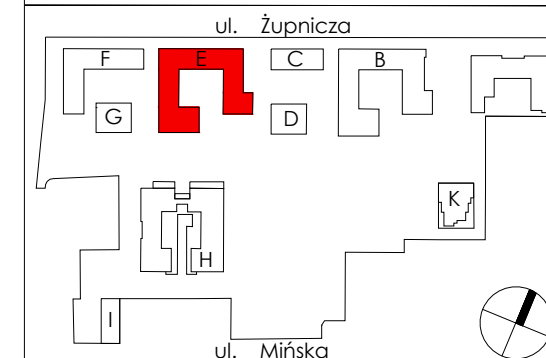 ul. Żupnicza
F E C B
G D
K
H
I
ul. Mińska